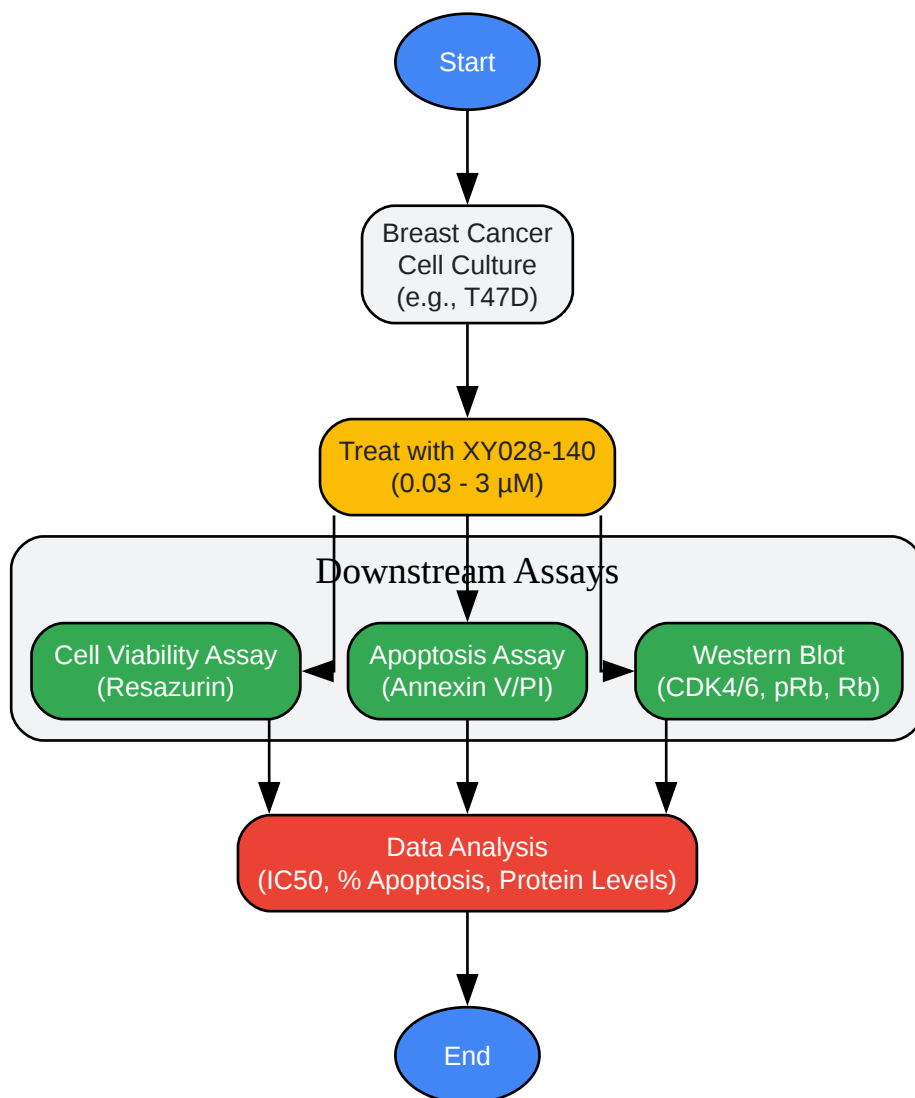 Start
Breast Cancer
Cell Culture
(e.g., T47D)
Treat with XY028-140
(0.03 - 3 µM)
Downstream Assays
Cell Viability Assay
(Resazurin)
Apoptosis Assay
(Annexin V/PI)
Western Blot
(CDK4/6, pRb, Rb)
Data Analysis
(IC50, % Apoptosis, Protein Levels)
End